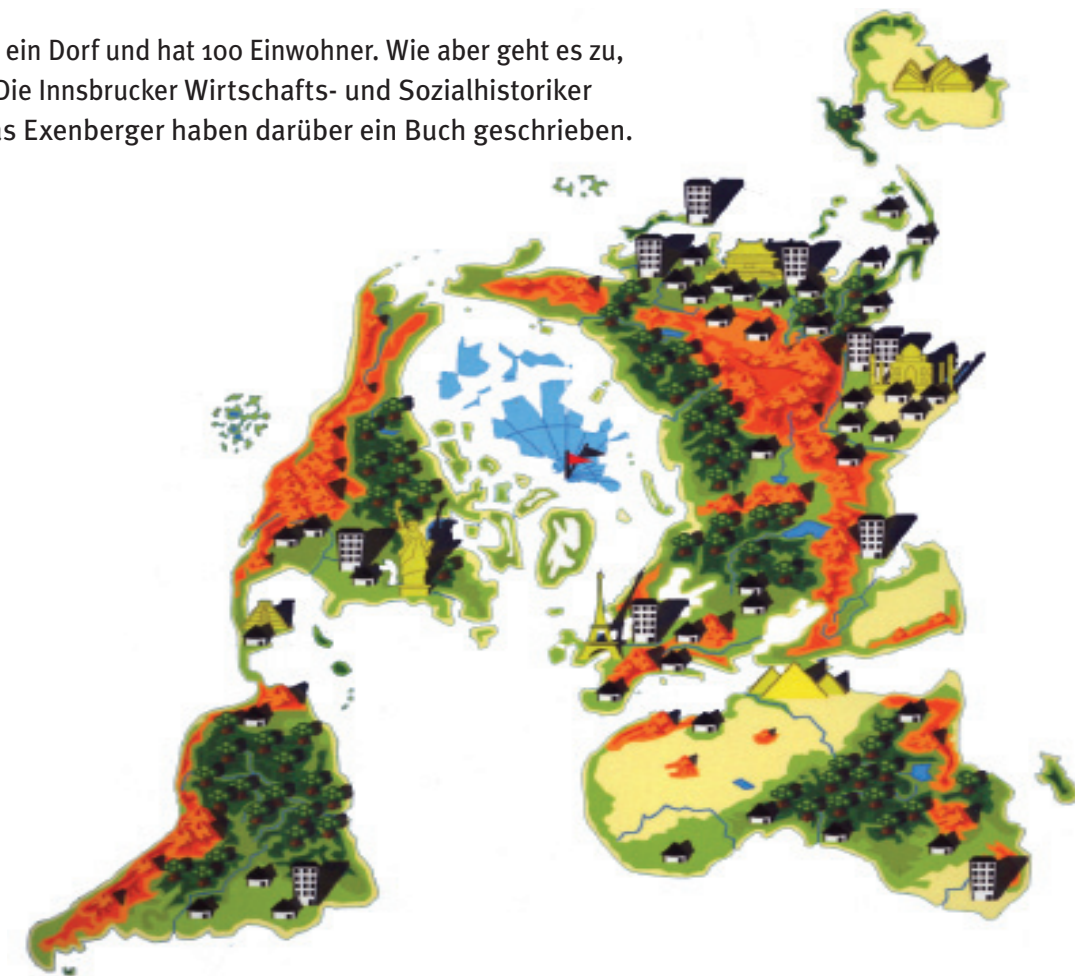 ein Dorf und hat 100 Einwohner. Wie aber geht es zu,
Die Innsbrucker Wirtschafts- und Sozialhistoriker
as Exenberger haben darüber ein Buch geschrieben.